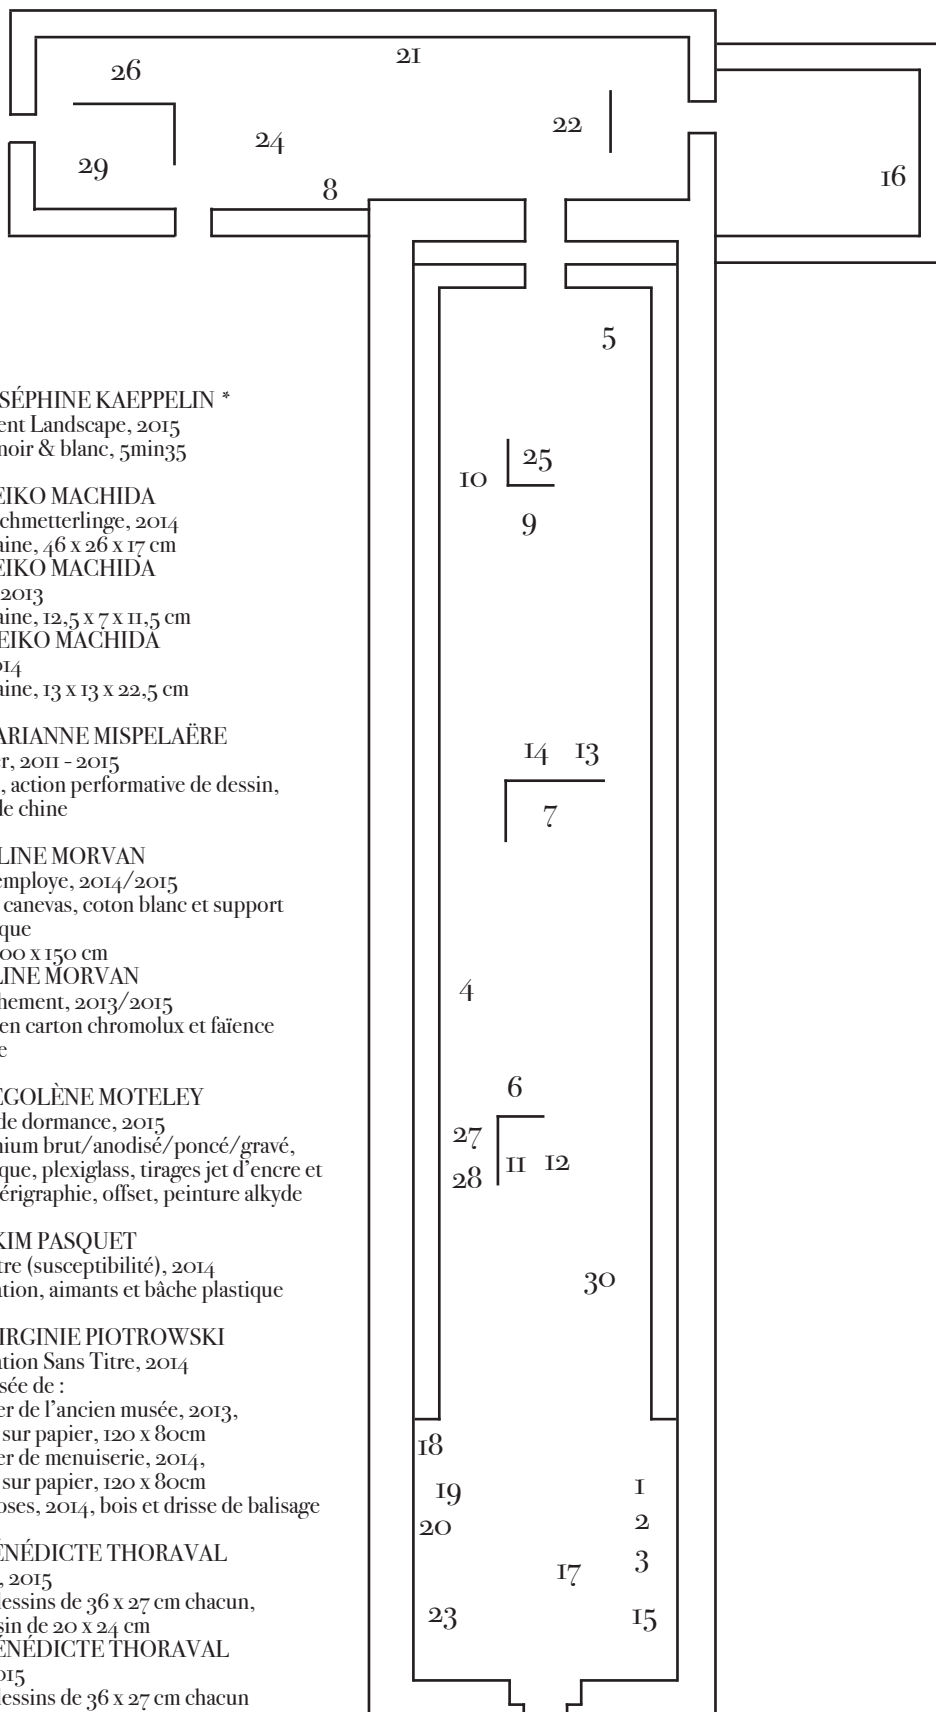 21
26
22
24
29
16
8
5
25
10
9
14 13
7
4
6
27
11 12
28
30
18
19
1
20
2
3
17
23
15
SÉPHINE KAEPPELIN *
ent Landscape, 2015
noir & blanc, 5min35
EIKO MACHIDA
chmetterlinge, 2014
aine, 46 x 26 x 17 cm
EIKO MACHIDA
2013
aine, 12,5 x 7 x 11,5 cm
EIKO MACHIDA
014
aine, 13 x 13 x 22,5 cm
ARIANNE MISPELAËRE
er, 2011 - 2015
, action performative de dessin,
de chine
LINE MORVAN
employe, 2014/2015
canevas, coton blanc et support
que
00 x 150 cm
LINE MORVAN
hement, 2013/2015
en carton chromolux et faïence
e
EGOLÈNE MOTELEY
de dormance, 2015
nium brut/anodisé/poncé/gravé,
que, plexiglass, tirages jet d'encre et
érigraphie, offset, peinture alkyde
KIM PASQUET
tre (susceptibilité), 2014
tion, aimants et bâche plastique
IRGINIE PIOTROWSKI
ation Sans Titre, 2014
sée de :
er de l'ancien musée, 2013,
sur papier, 120 x 80cm
er de menuiserie, 2014,
sur papier, 120 x 80cm
oses, 2014, bois et drisse de balisage
ÉNÉDICTE THORAVAL
, 2015
dessins de 36 x 27 cm chacun,
sin de 20 x 24 cm
ÉNÉDICTE THORAVAL
015
dessins de 36 x 27 cm chacun